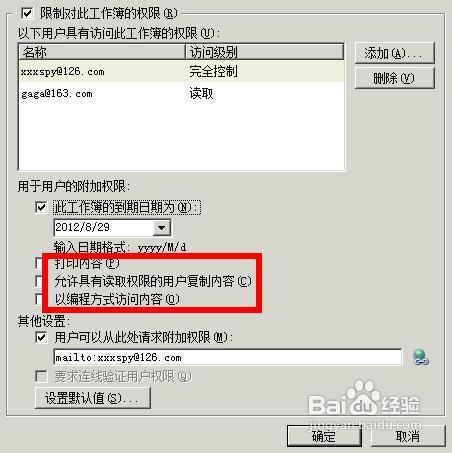 限制对此工作簿的权限(R)
以下用户具有访问此工作簿的权限(U):
名称 访问级别 添加(A)...
xxxspy@126.com 完全控制 删除(V)
gaga@163.com 读取
用于用户的附加权限:
此工作簿的到期日期为(N):
2012/8/29
输入日期格式: yyyy/M/d
打印内容(P)
允许具有读取权限的用户复制内容(C)
以编程方式访问内容(O)
其他设置:
用户可以从此处请求附加权限(M):
mailto:xxxspy@126.com
要求连线验证用户权限(Q)
设置默认值(S)...
Baidu 经验
jingyan.baidu.com
确定 取消